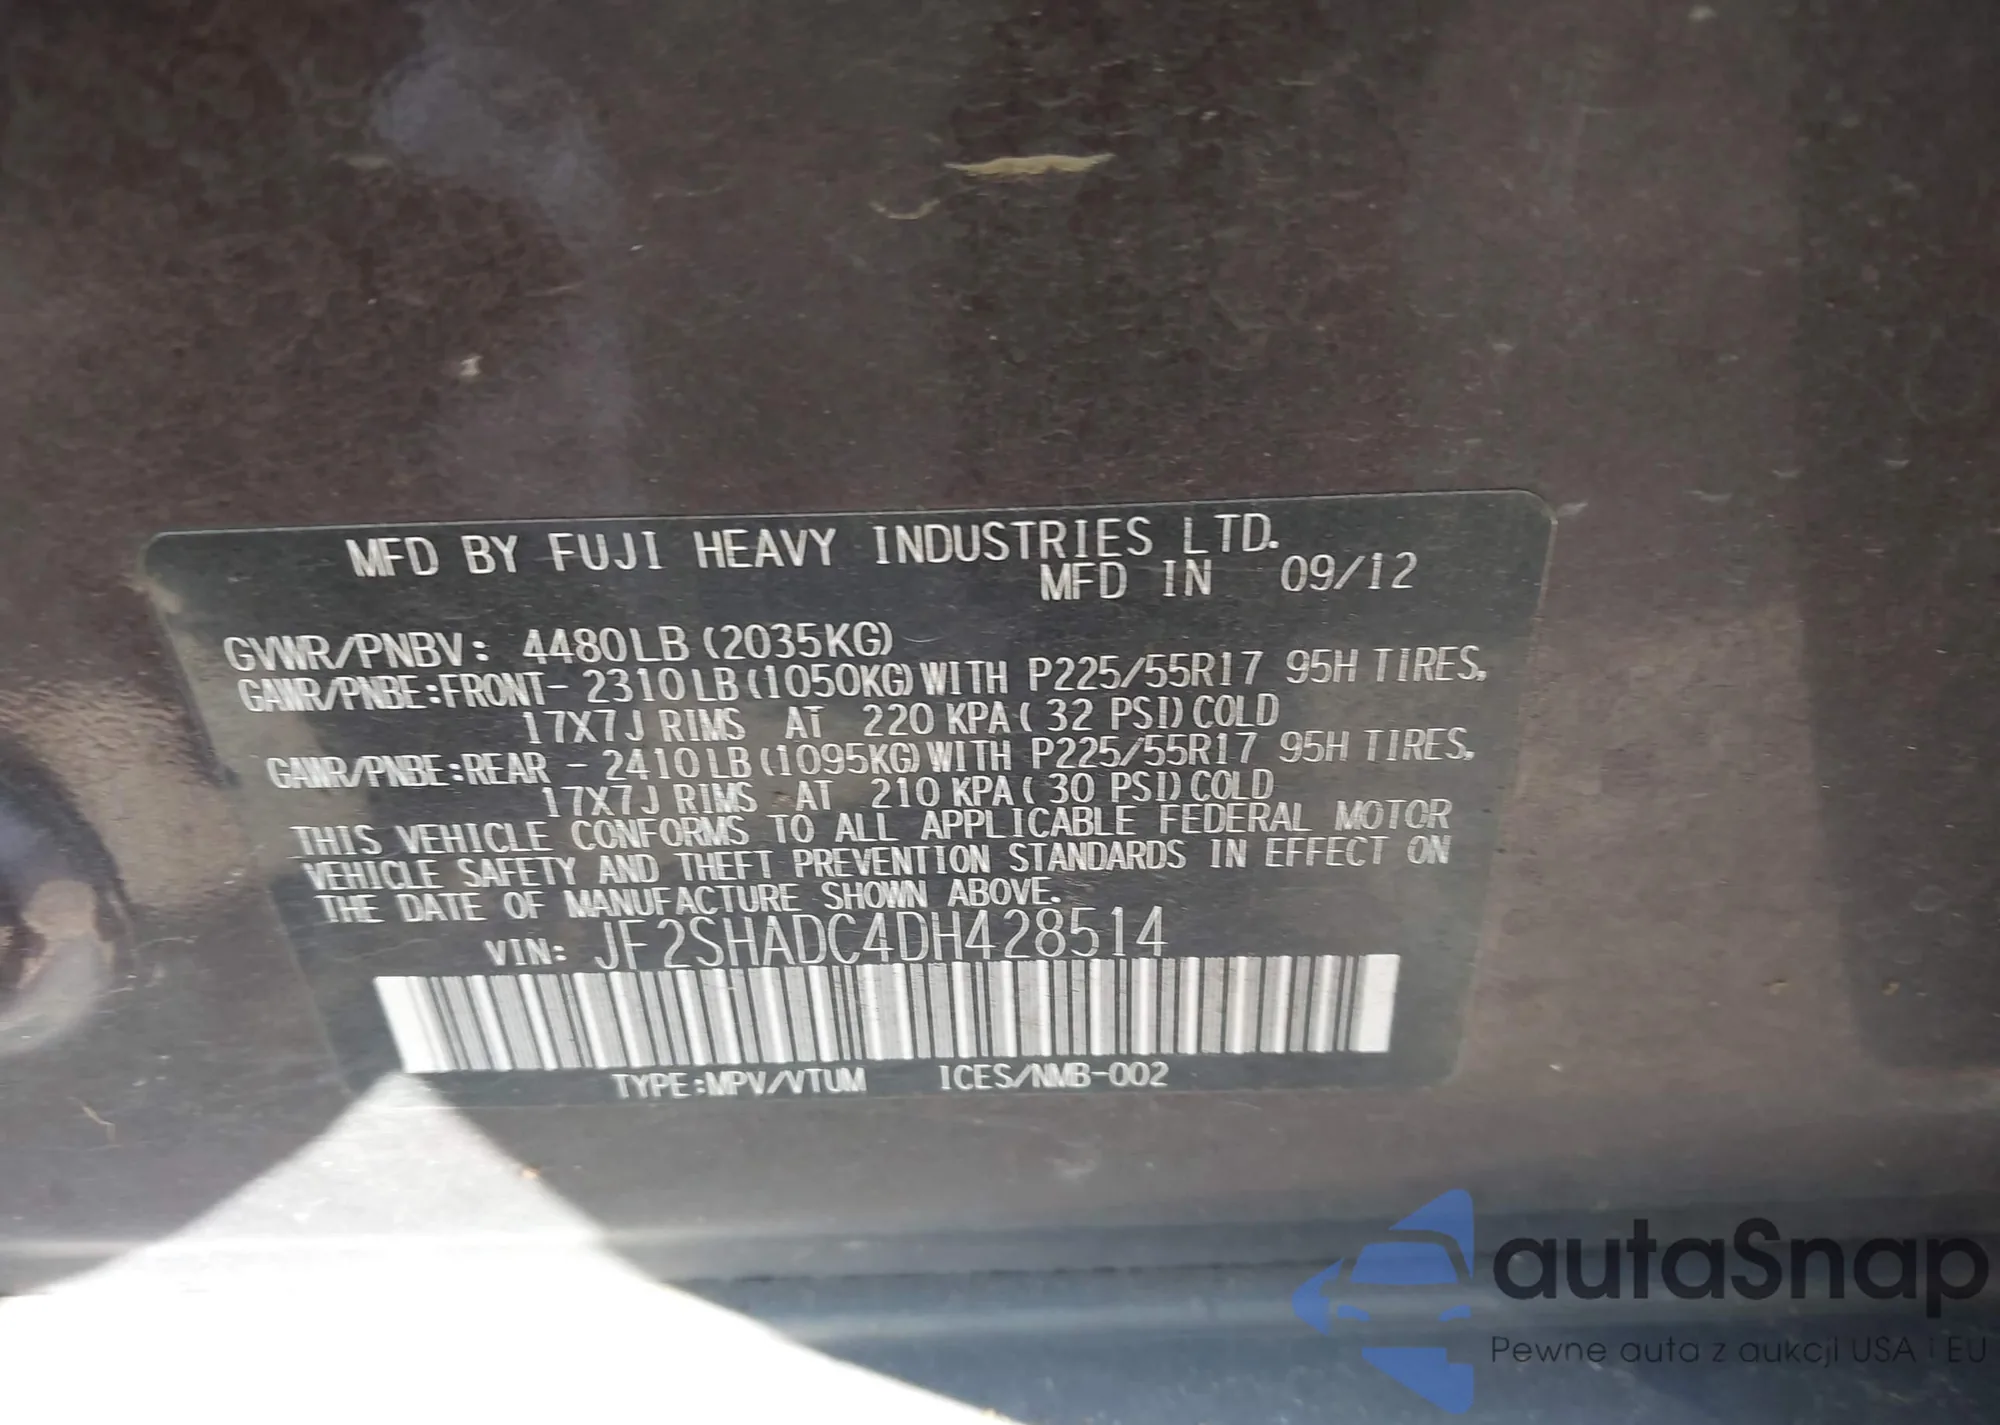 MFD BY FUJI HEAVY INDUSTRIES LTD.
MFD IN 09/12
GVWR/PNBV: 4480LB (2035KG)
GAWR/PNBE:FRONT- 2310LB(1050KG)WITH P225/55R17 95H TIRES,
17X7J RIMS AT 220 KPA( 32 PSI)COLD
GAWR/PNBE:REAR - 2410LB(1095KG)WITH P225/55R17 95H TIRES,
17X7J RIMS AT 210 KPA( 30 PSI)COLD
THIS VEHICLE CONFORMS TO ALL APPLICABLE FEDERAL MOTOR
VEHICLE SAFETY AND THEFT PREVENTION STANDARDS IN EFFECT ON
THE DATE OF MANUFACTURE SHOWN ABOVE.
VIN: JF2SHADC4DH428514
TYPE:MPV/VTUM ICES/NMB-002
autaSnap
Pewne auta z aukcji USA i EU